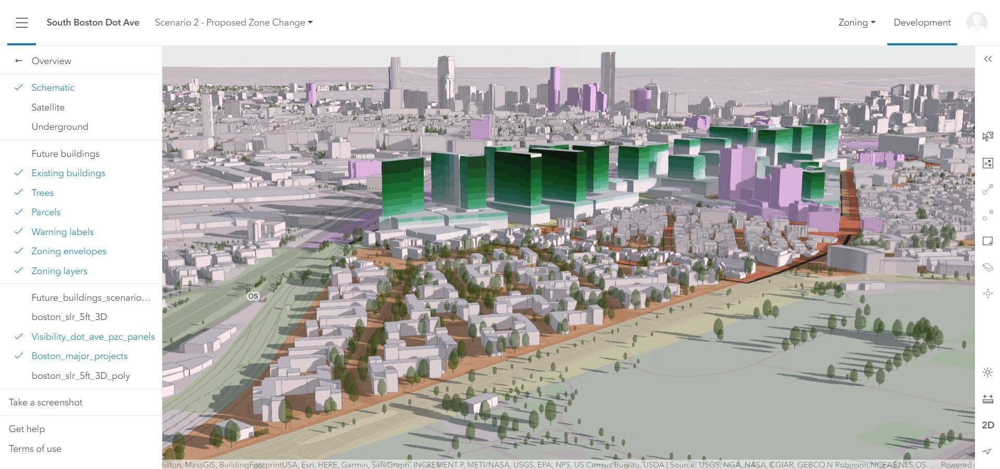 South Boston Dot Ave
Scenario 2 - Proposed Zone Change
Zoning
Development
Overview
Schematic
Satellite
Underground
Future buildings
Existing buildings
Trees
Parcels
Warning labels
Zoning envelopes
Zoning layers
Future_buildings_scenario...
boston_slr_5ft_3D
Visibility_dot_ave_pzc_panels
Boston_major_projects
boston_slr_5ft_3D_poly
Take a screenshot
Get help
Terms of use
OS
2D
oston, MassGIS, BuildingFootprintUSA, Esri, HERE, Garmin, SafeGraph, INCREMENT P, METI/NASA, USGS, EPA, NPS, US Census Bureau, USDA | Source: USGS, NGA, NASA, CGIAR, GEBCO,N Robinson,NCEAS,NLS,OS... Powered